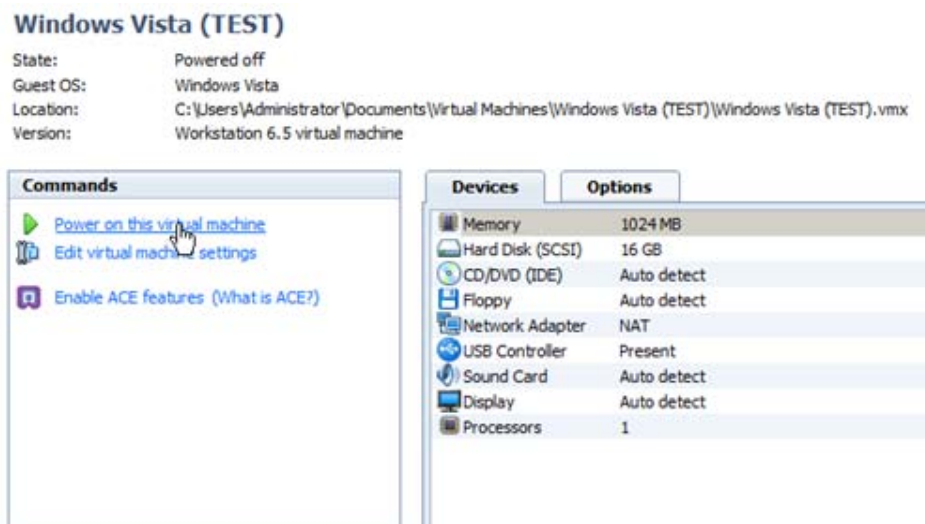 Windows Vista (TEST)
State: Powered off
Guest OS: Windows Vista
Location: C:\Users\Administrator\Documents\Virtual Machines\Windows Vista (TEST)\Windows Vista (TEST).vmx
Version: Workstation 6.5 virtual machine
Commands
Power on this virtual machine
Edit virtual machine settings
Enable ACE features (What is ACE?)
Devices Options
Memory 1024 MB
Hard Disk (SCSI) 16 GB
CD/DVD (IDE) Auto detect
Floppy Auto detect
Network Adapter NAT
USB Controller Present
Sound Card Auto detect
Display Auto detect
Processors 1